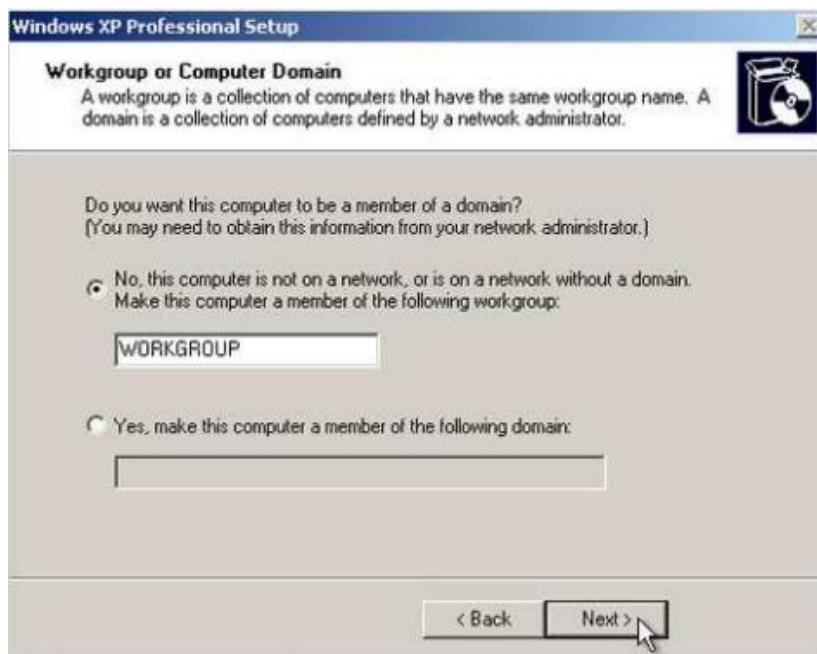 Windows XP Professional Setup
Workgroup or Computer Domain
A workgroup is a collection of computers that have the same workgroup name. A
domain is a collection of computers defined by a network administrator.
Do you want this computer to be a member of a domain?
(You may need to obtain this information from your network administrator.)
No, this computer is not on a network, or is on a network without a domain.
Make this computer a member of the following workgroup:
WORKGROUP
Yes, make this computer a member of the following domain:
< Back Next >